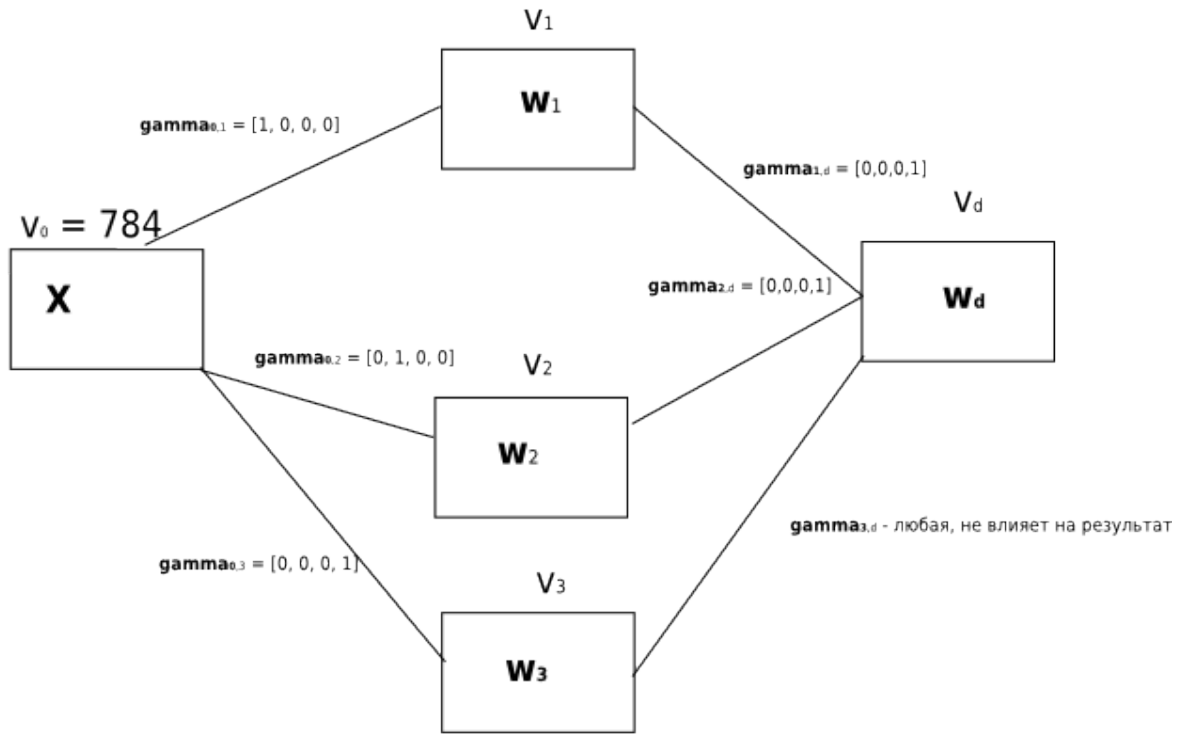 V1
W1
gamma0,1 = [1, 0, 0, 0]
gamma1,d = [0,0,0,1]
Vd
V0 = 784
X
gamma2,d = [0,0,0,1]
Wd
gamma0,2 = [0, 1, 0, 0]
V2
W2
gamma3,d - любая, не влияет на результат
gamma0,3 = [0, 0, 0, 1]
V3
W3